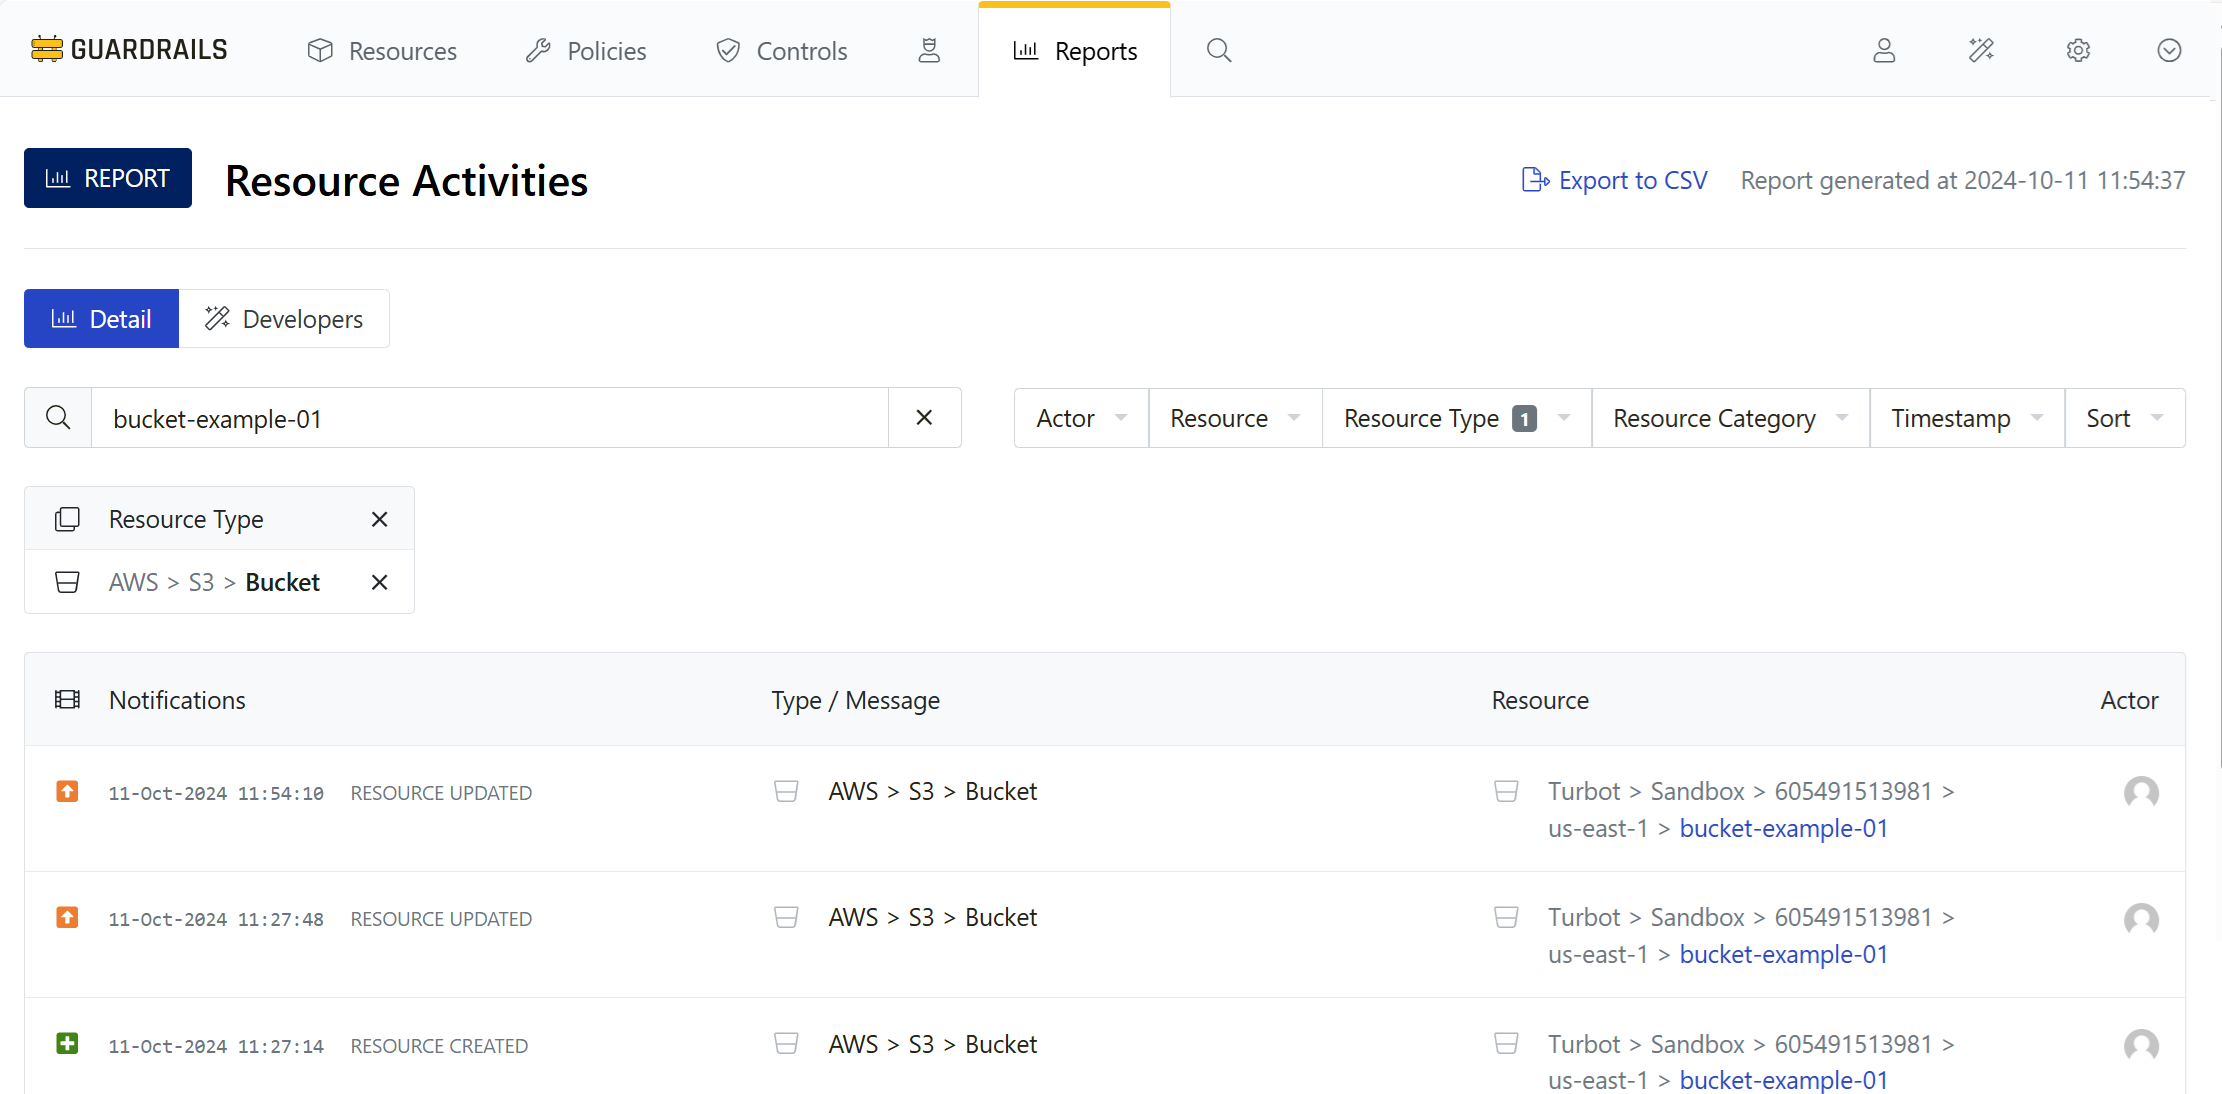 GUARDRAILS Resources Policies Controls Reports
REPORT Resource Activities Export to CSV Report generated at 2024-10-11 11:54:37
Detail Developers
bucket-example-01 Actor Resource Resource Type 1 Resource Category Timestamp Sort
Resource Type
AWS > S3 > Bucket
Notifications Type / Message Resource Actor
11-Oct-2024 11:54:10 RESOURCE UPDATED AWS > S3 > Bucket Turbot > Sandbox > 605491513981 >
us-east-1 > bucket-example-01
11-Oct-2024 11:27:48 RESOURCE UPDATED AWS > S3 > Bucket Turbot > Sandbox > 605491513981 >
us-east-1 > bucket-example-01
11-Oct-2024 11:27:14 RESOURCE CREATED AWS > S3 > Bucket Turbot > Sandbox > 605491513981 >
us-east-1 > bucket-example-01